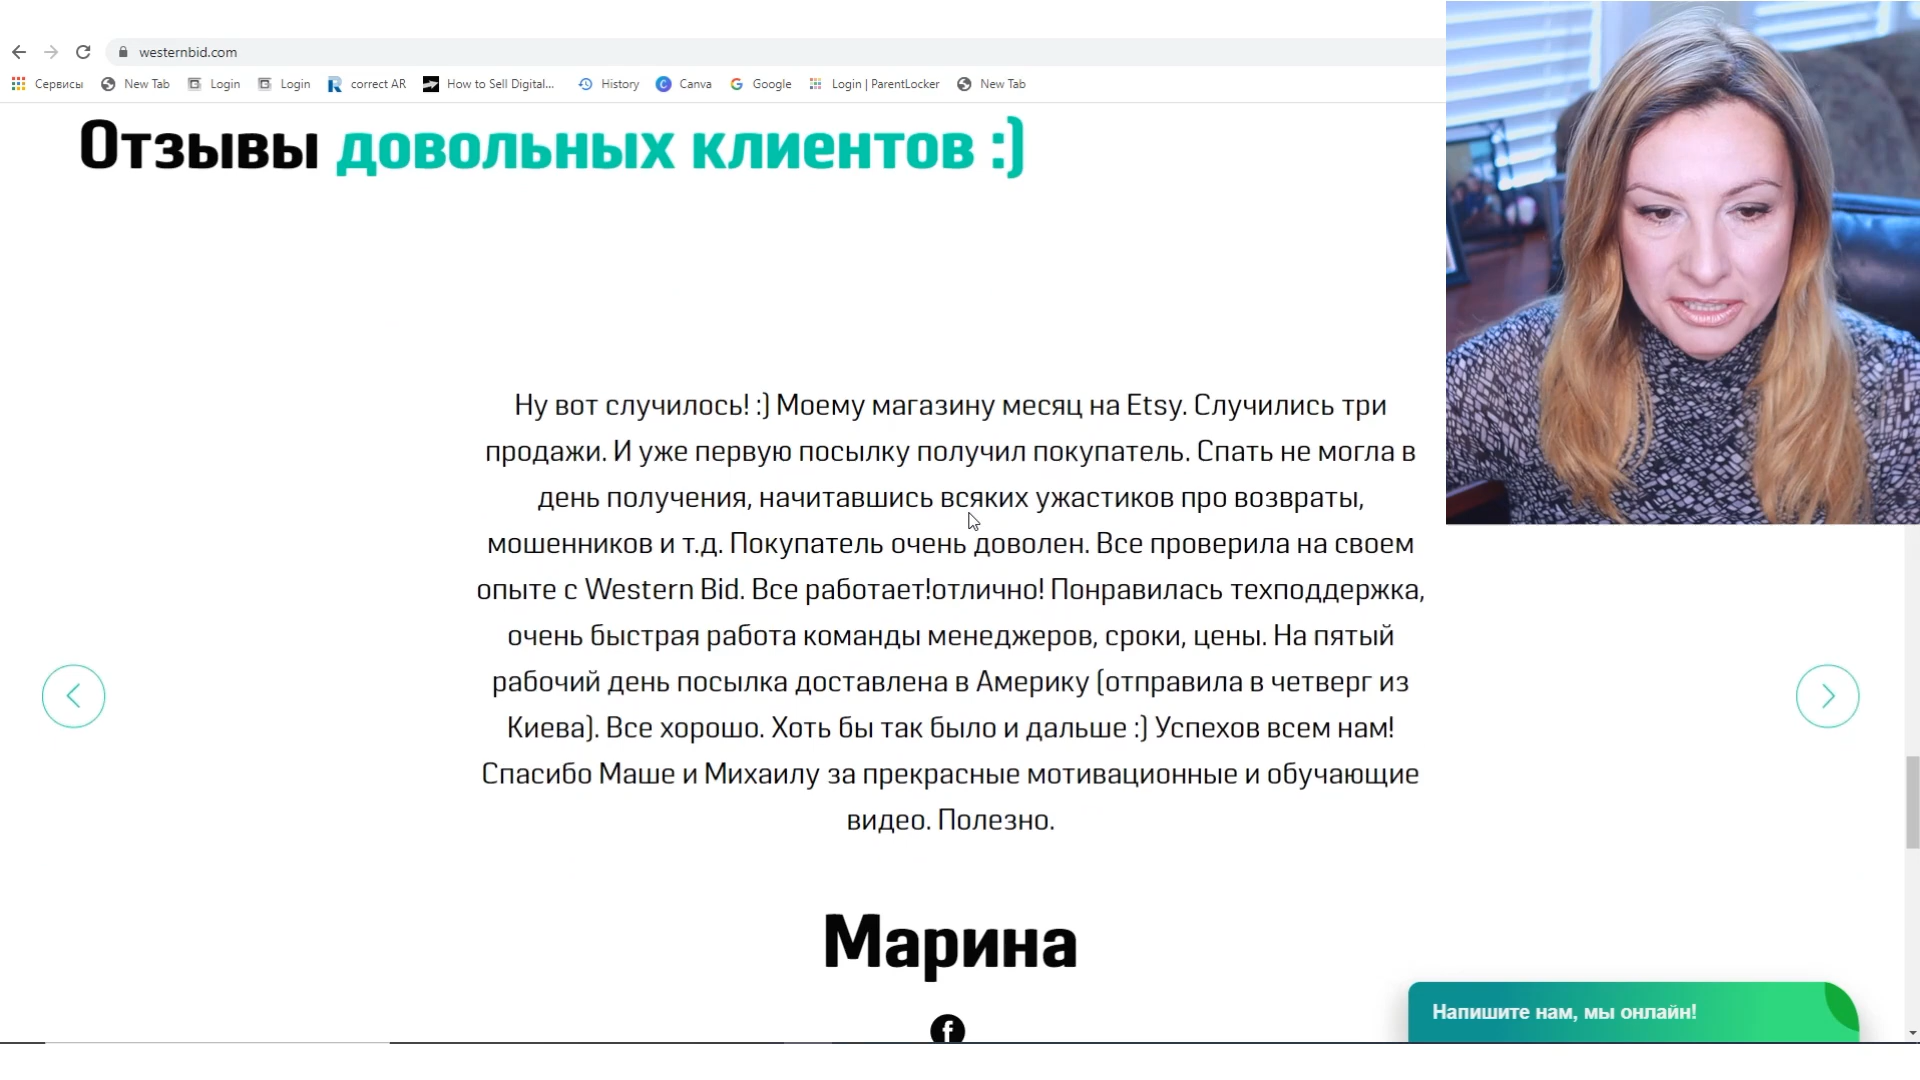 westernbid.com
Сервисы New Tab Login Login correct AR How to Sell Digital... History Canva Google Login | ParentLocker New Tab
Отзывы довольных клиентов :)
Ну вот случилось! :) Моему магазину месяц на Etsy. Случились три
продажи. И уже первую посылку получил покупатель. Спать не могла в
день получения, начитавшись всяких ужастиков про возвраты,
мошенников и т.д. Покупатель очень доволен. Все проверила на своем
опыте с Western Bid. Все работает!отлично! Понравилась техподдержка,
очень быстрая работа команды менеджеров, сроки, цены. На пятый
рабочий день посылка доставлена в Америку (отправила в четверг из
Киева). Все хорошо. Хоть бы так было и дальше :) Успехов всем нам!
Спасибо Маше и Михаилу за прекрасные мотивационные и обучающие
видео. Полезно.
Марина
Напишите нам, мы онлайн!